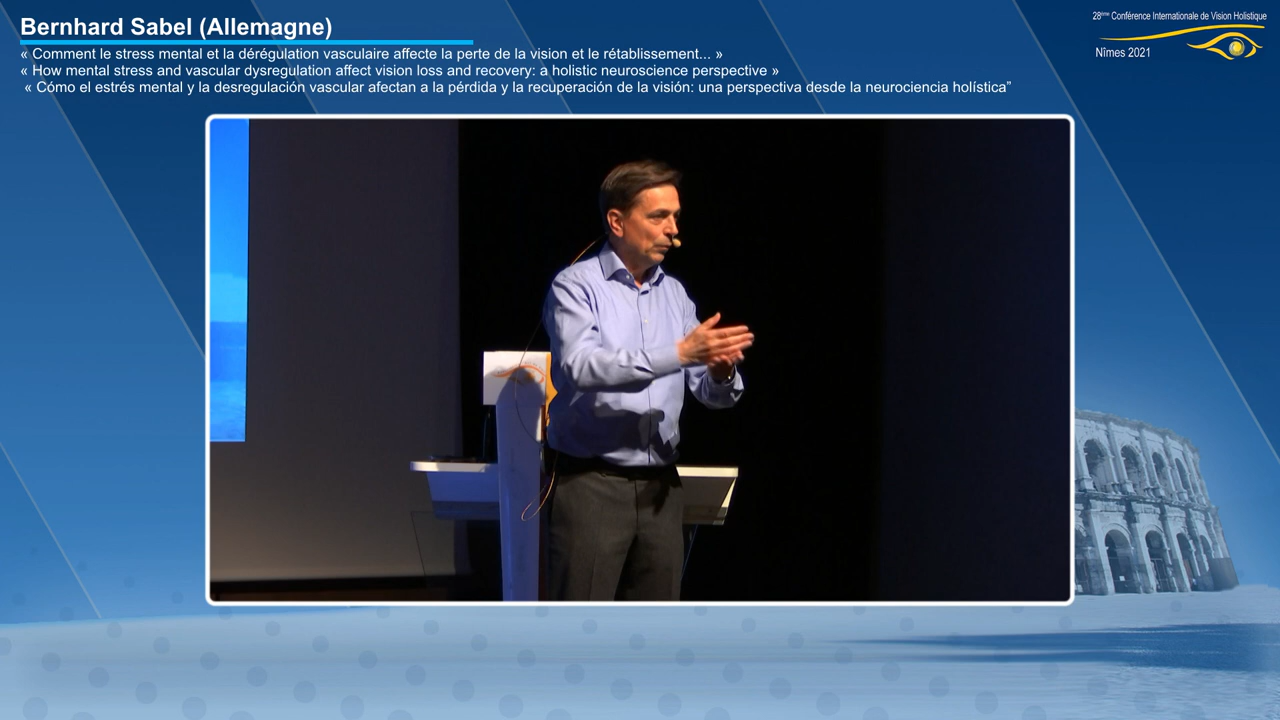 Bernhard Sabel (Allemagne)
« Comment le stress mental et la dérégulation vasculaire affecte la perte de la vision et le rétablissement... »
« How mental stress and vascular dysregulation affect vision loss and recovery: a holistic neuroscience perspective »
« Cómo el estrés mental y la desregulación vascular afectan a la pérdida y la recuperación de la visión: una perspectiva desde la neurociencia holística”
28ème Conférence Internationale de Vision Holistique
Nîmes 2021